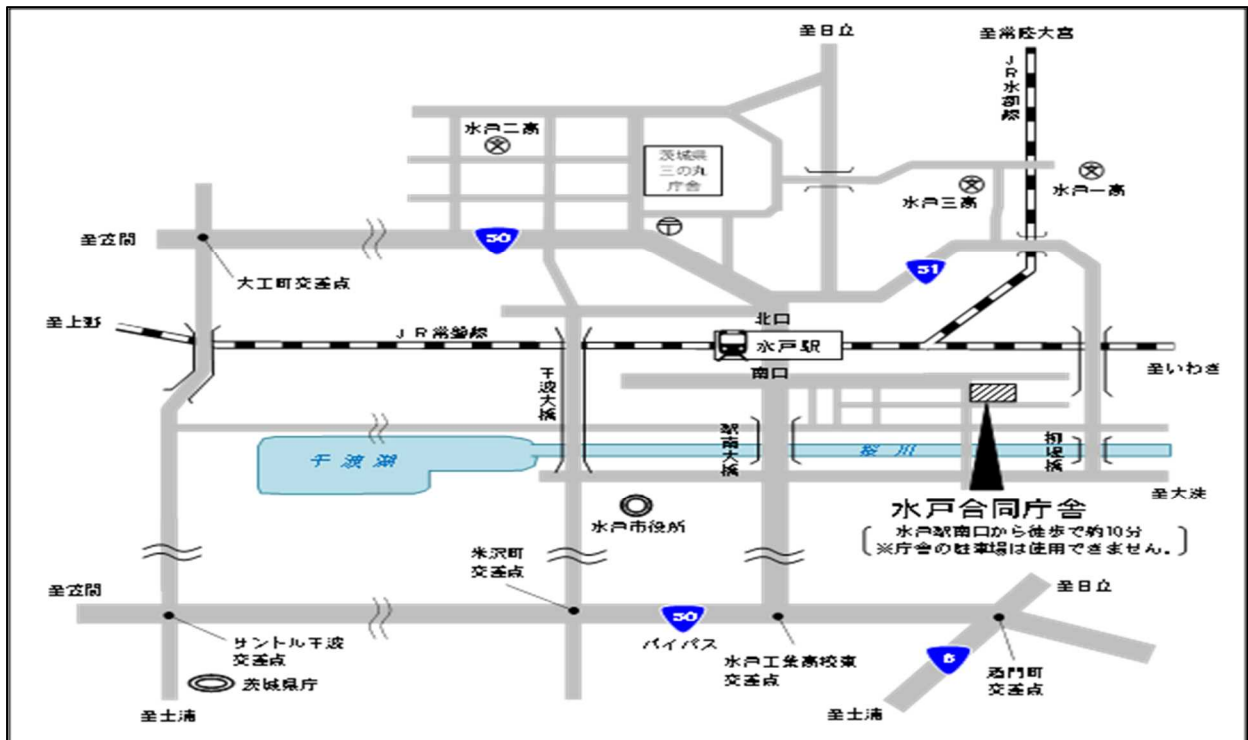 至日立
至常陸大宮
JR水郡線
水戸二高
茨城県
三の丸
庁舎
水戸三高
水戸一高
至笠間
50
大工町交差点
51
至上野
JR常磐線
北口
水戸駅
南口
至いわき
千波大橋
駅南大橋
柳堤橋
千波湖
桜川
至大洗
水戸合同庁舎
水戸駅南口から徒歩で約10分
※庁舎の駐車場は使用できません。
水戸市役所
米沢町
交差点
至笠間
至日立
50
バイパス
サントル千波
交差点
水戸工業高校東
交差点
6
酒門町
交差点
茨城県庁
至土浦
至土浦